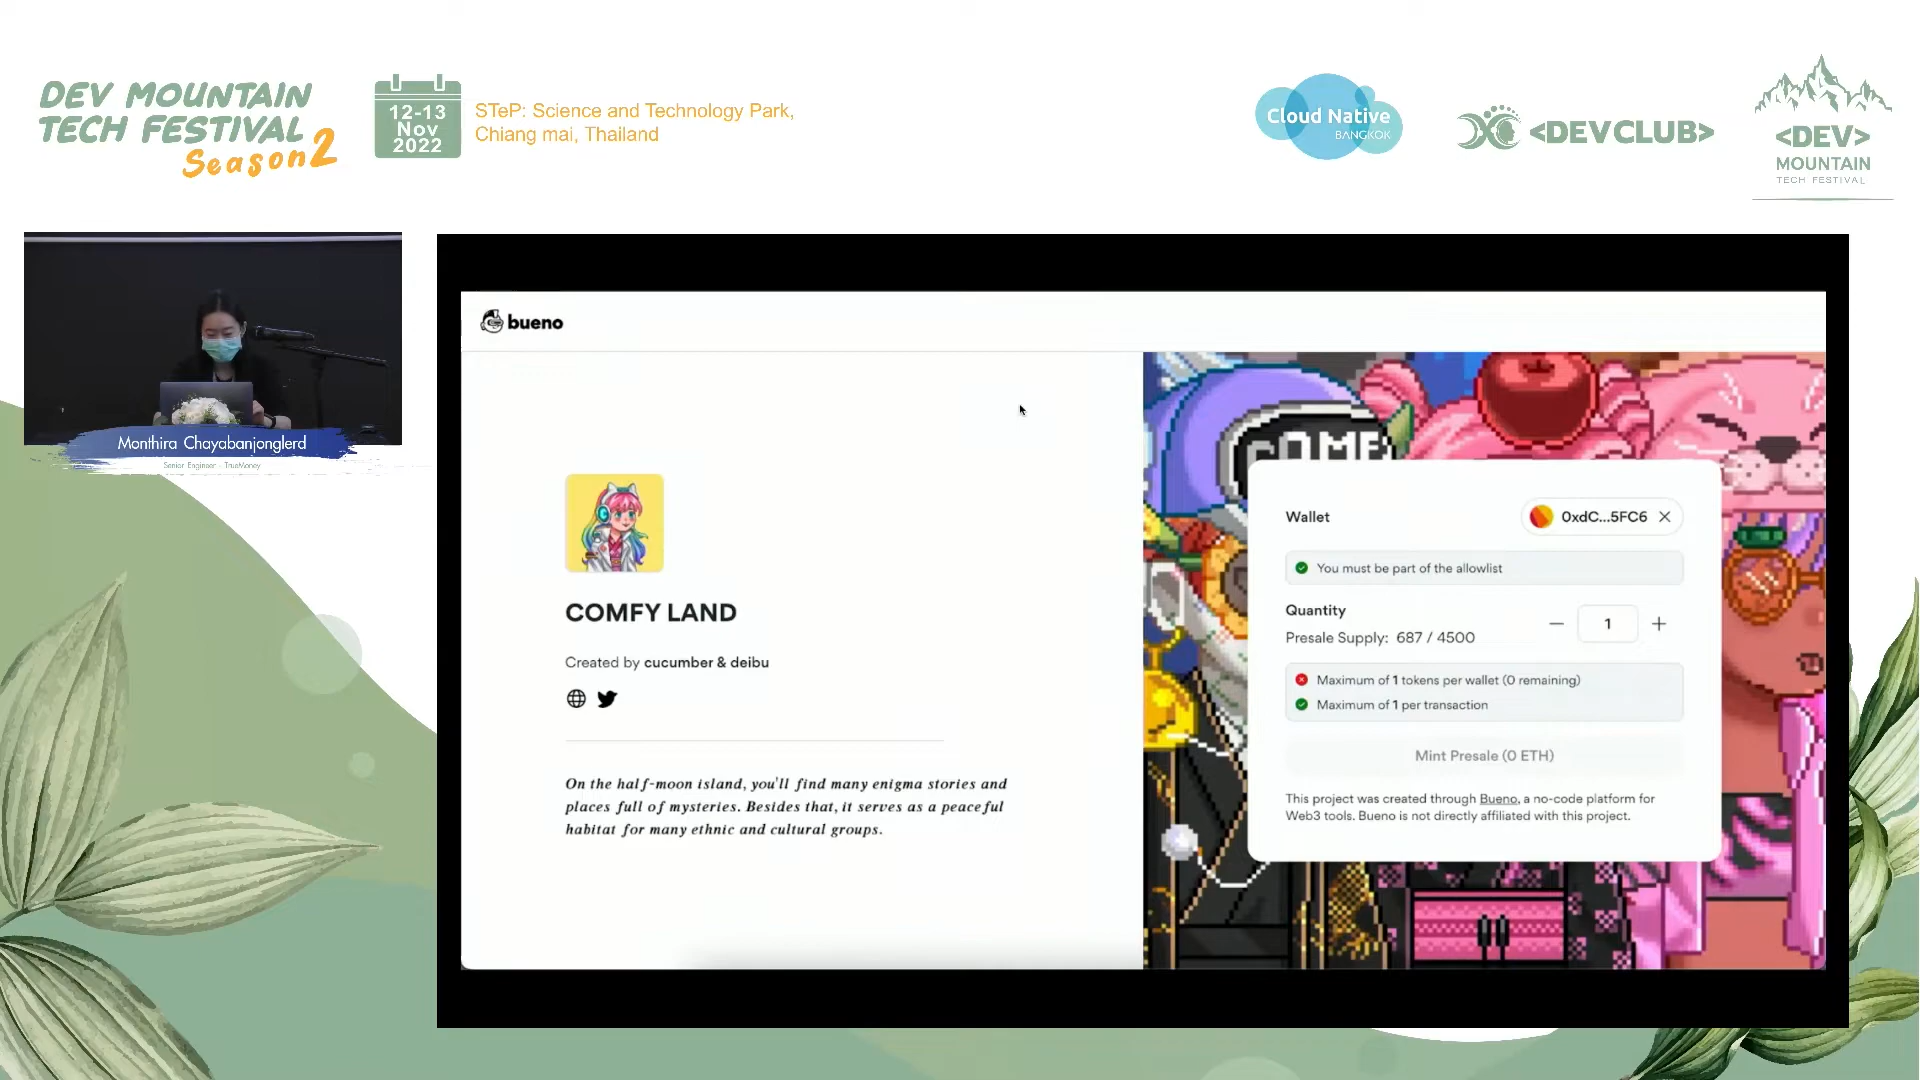 DEV MOUNTAIN
TECH FESTIVAL
Season 2
12-13
Nov
2022
STeP: Science and Technology Park,
Chiang mai, Thailand
Cloud Native
BANGKOK
<DEVCLUB>
<DEV>
MOUNTAIN
TECH FESTIVAL
Monthira Chayabanjonglerd
Senior Engineer - TrueMoney
bueno
COMFY LAND
Created by cucumber & deibu
On the half-moon island, you'll find many enigma stories and
places full of mysteries. Besides that, it serves as a peaceful
habitat for many ethnic and cultural groups.
Wallet
0xdC...5FC6
You must be part of the allowlist
Quantity
1
Presale Supply: 687 / 4500
Maximum of 1 tokens per wallet (0 remaining)
Maximum of 1 per transaction
Mint Presale (0 ETH)
This project was created through Bueno, a no-code platform for
Web3 tools. Bueno is not directly affiliated with this project.